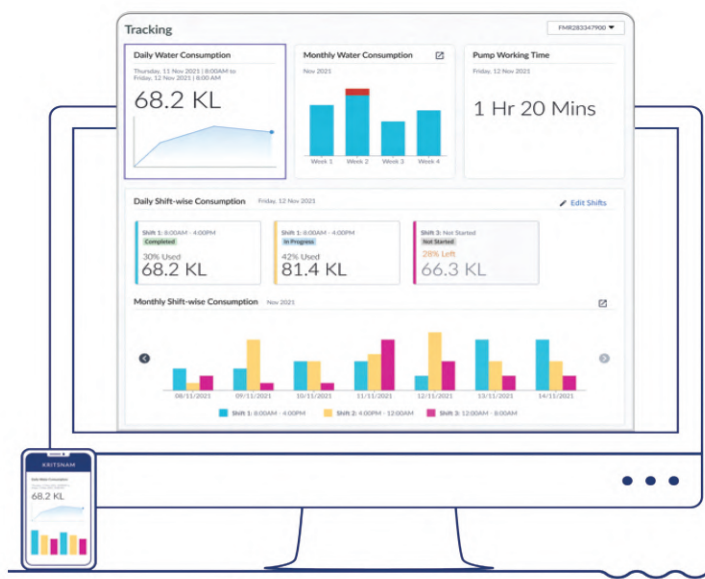 Tracking
FMR283347900
Daily Water Consumption
Thursday, 11 Nov 2021 | 8:00AM to
Friday, 12 Nov 2021 | 8:00 AM
68.2 KL
Monthly Water Consumption
Nov 2021
Week 1 Week 2 Week 3 Week 4
Pump Working Time
Friday, 12 Nov 2021
1 Hr 20 Mins
Daily Shift-wise Consumption Friday, 12 Nov 2021
Edit Shifts
Shift 1: 8:00AM - 4:00PM
Completed
30% Used
68.2 KL
Shift 1: 8:00AM - 4:00PM
In Progress
42% Used
81.4 KL
Shift 3: Not Started
Not Started
28% Left
66.3 KL
Monthly Shift-wise Consumption Nov 2021
08/11/2021 09/11/2021 10/11/2021 11/11/2021 12/11/2021 13/11/2021 14/11/2021
Shift 1: 8:00AM - 4:00PM Shift 2: 4:00PM - 12:00AM Shift 3: 12:00AM - 8:00AM
KRITSNAM
Daily Water Consumption
68.2 KL